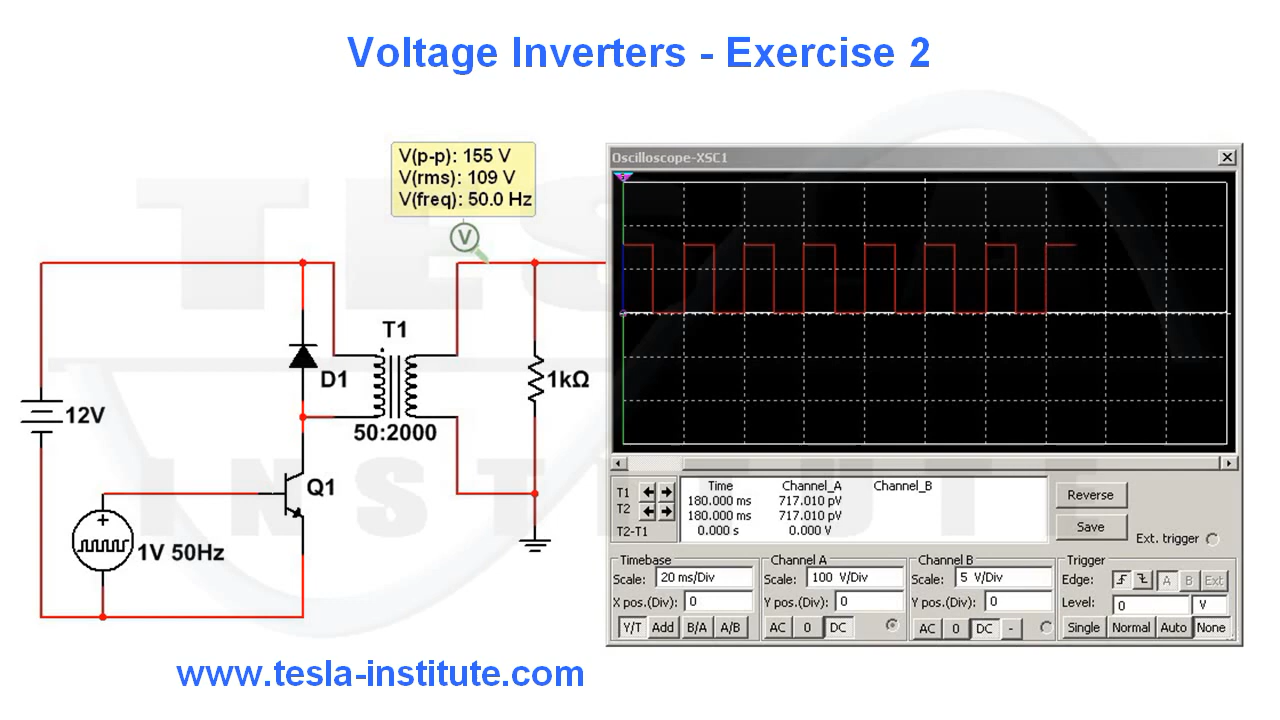 Voltage Inverters - Exercise 2
V(p-p): 155 V
V(rms): 109 V
V(freq): 50.0 Hz
V
T1
D1
1kΩ
12V
50:2000
Q1
1V 50Hz
TESLA
INSTITUTE
Oscilloscope-XSC1
Time Channel_A Channel_B
T1 180.000 ms 717.010 pV
T2 180.000 ms 717.010 pV
T2-T1 0.000 s 0.000 V
Reverse
Save
Ext. trigger
Timebase
Scale: 20 ms/Div
X pos.(Div): 0
Y/T Add B/A A/B
Channel A
Scale: 100 V/Div
Y pos.(Div): 0
AC 0 DC
Channel B
Scale: 5 V/Div
Y pos.(Div): 0
AC 0 DC -
Trigger
Edge: A B Ext
Level: 0 V
Single Normal Auto None
www.tesla-institute.com